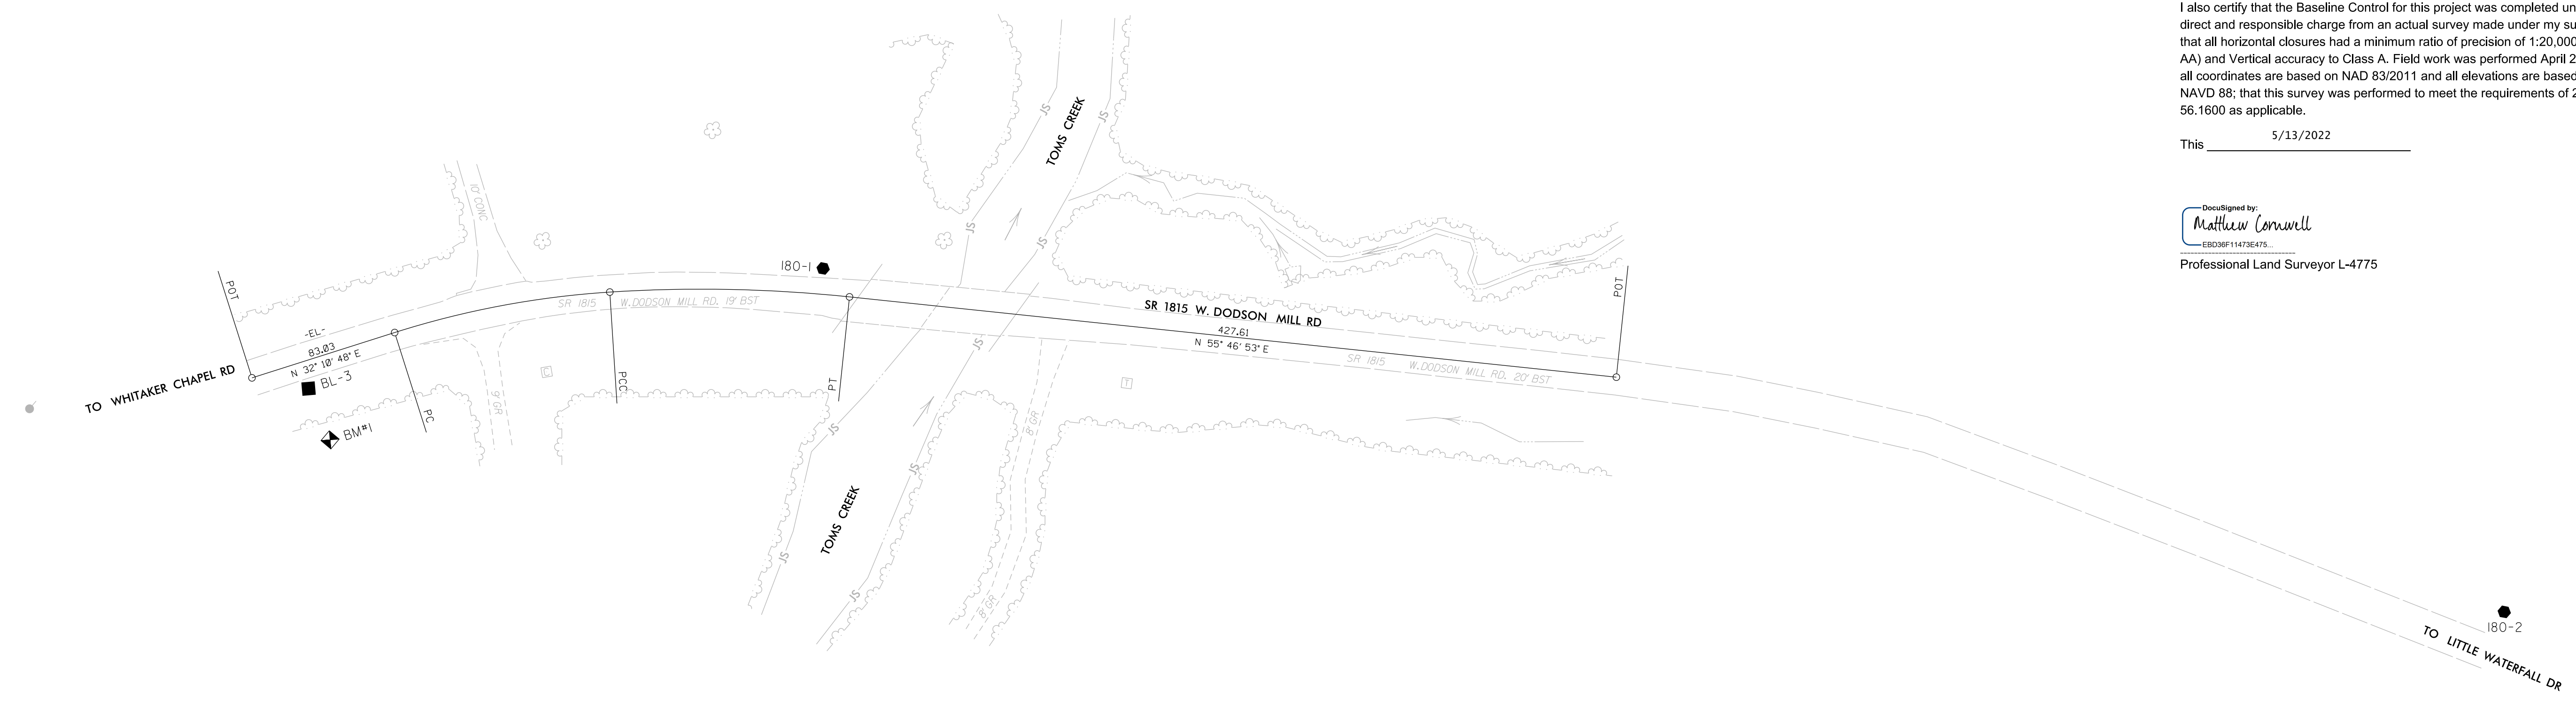 I also certify that the Baseline Control for this project was completed un
direct and responsible charge from an actual survey made under my su
that all horizontal closures had a minimum ratio of precision of 1:20,000
AA) and Vertical accuracy to Class A. Field work was performed April 2
all coordinates are based on NAD 83/2011 and all elevations are based
NAVD 88; that this survey was performed to meet the requirements of 2
56.1600 as applicable.
This 5/13/2022
DocuSigned by:
Matthew Cornwell
EBD36F11473E475...
Professional Land Surveyor L-4775
JS
JS
TOMS CREEK
10' CONC
JS
JS
180-1
POT
POT
SR 1815 W. DODSON MILL RD. 19' BST
SR 1815 W. DODSON MILL RD
-EL-
83.03
N 32° 10' 48" E
427.61
N 55° 46' 53" E
JS
SR 1815 W. DODSON MILL RD. 20' BST
TO WHITAKER CHAPEL RD
BL-3
C
PCC
PT
T
9' GR
PC
BM#1
JS
8' GR
JS
TOMS CREEK
JS
JS
8' GR
180-2
TO LITTLE WATERFALL DR